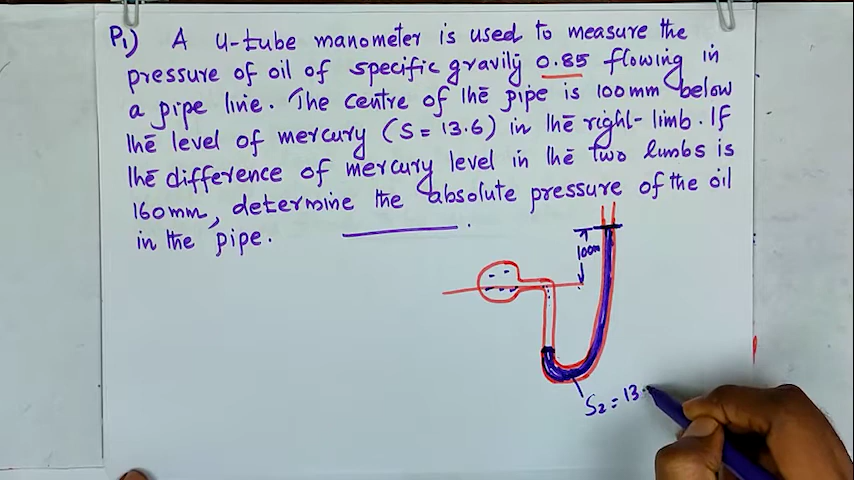 P1) A U-tube manometer is used to measure the
pressure of oil of specific gravity 0.85 flowing in
a pipe line. The centre of the pipe is 100mm below
the level of mercury (S = 13.6) in the right-limb. If
the difference of mercury level in the two limbs is
160mm, determine the absolute pressure of the oil
in the pipe.
100m
S2 = 13.